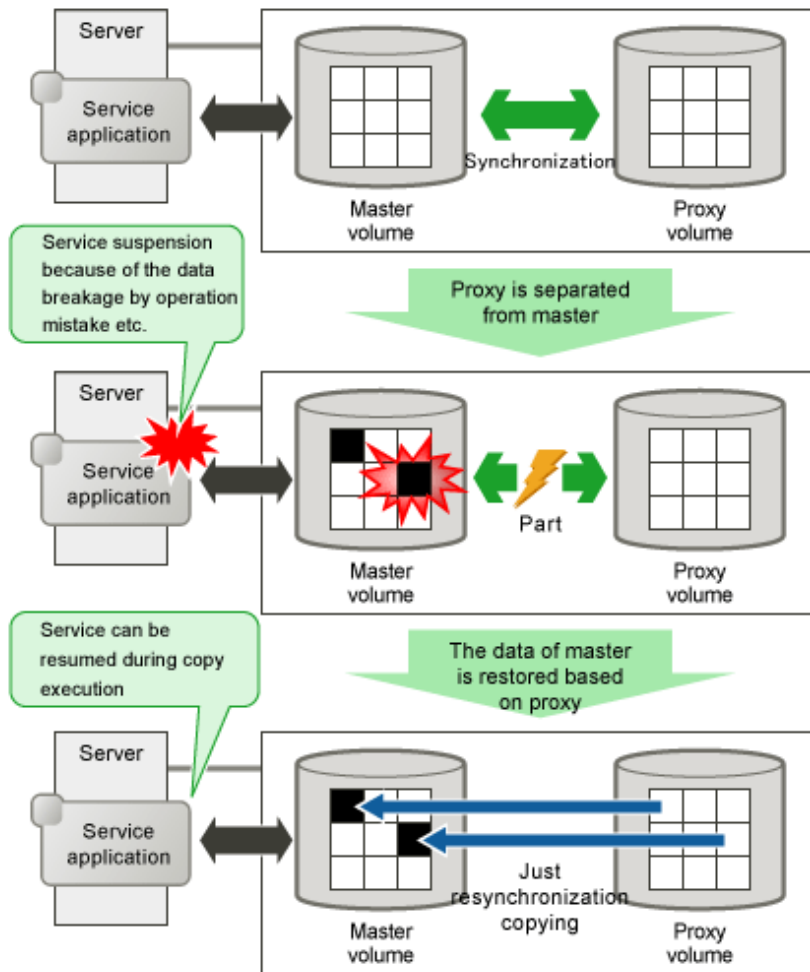 Server
Service
application
Synchronization
Master
volume
Proxy
volume
Service suspension
because of the data
breakage by operation
mistake etc.
Proxy is separated
from master
Server
Service
application
Part
Master
volume
Proxy
volume
Service can be
resumed during copy
execution
The data of master
is restored based
on proxy
Server
Service
application
Just
resynchronization
copying
Master
volume
Proxy
volume